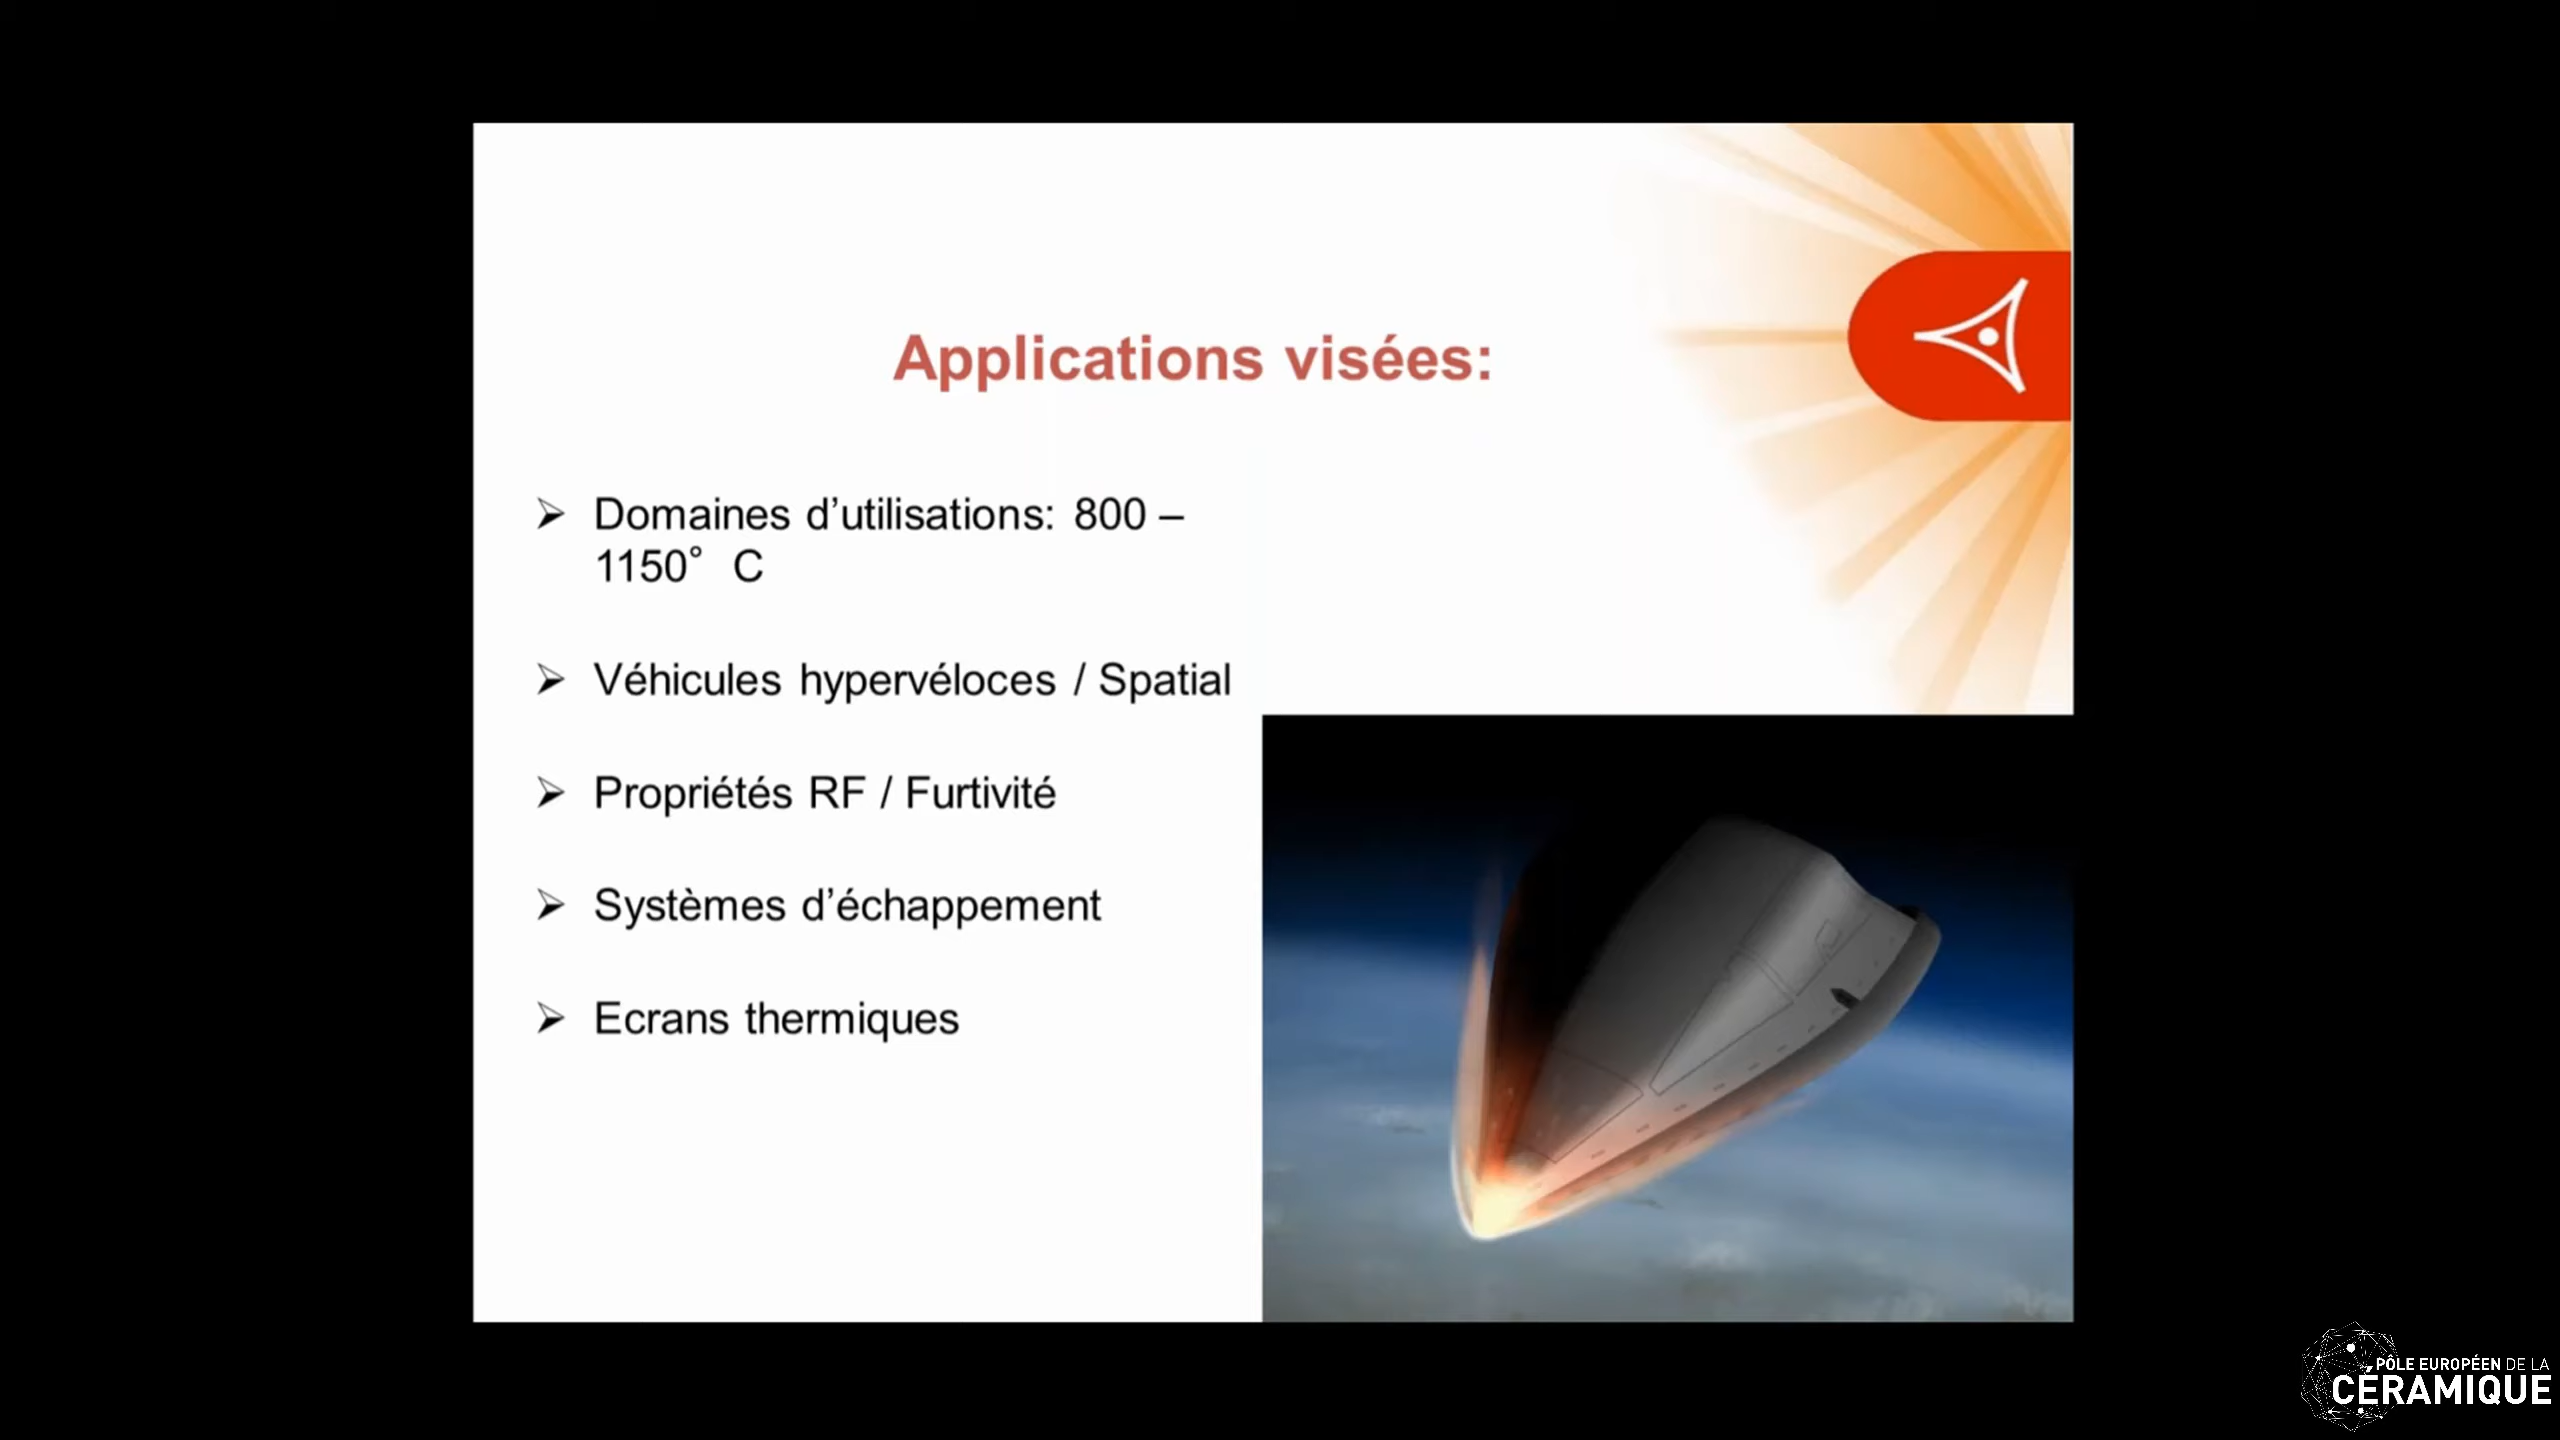 Applications visées:
Domaines d’utilisations: 800 –
1150° C
Véhicules hypervéloces / Spatial
Propriétés RF / Furtivité
Systèmes d’échappement
Ecrans thermiques
PÔLE EUROPÉEN DE LA
CÉRAMIQUE